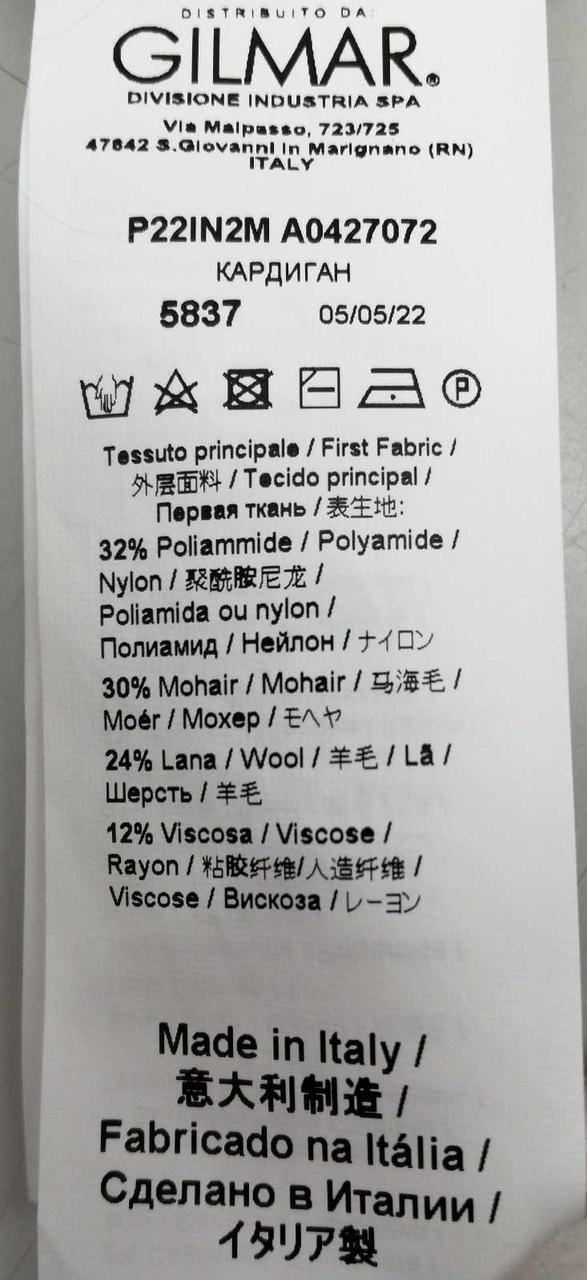 DISTRIBUITO DA:
GILMAR®
DIVISIONE INDUSTRIA SPA
Via Malpasso, 723/725
47842 S.Giovanni in Marignano (RN)
ITALY
P22IN2M A0427072
КАРДИГАН
5837 05/05/22
P
Tessuto principale / First Fabric /
外层面料 / Tecido principal /
Первая ткань / 表生地:
32% Poliammide / Polyamide /
Nylon / 聚酰胺尼龙 /
Poliamida ou nylon /
Полиамид / Нейлон / ナイロン
30% Mohair / Mohair / 马海毛 /
Moér / Мохер / モヘヤ
24% Lana / Wool / 羊毛 / Lã /
Шерсть / 羊毛
12% Viscosa / Viscose /
Rayon / 粘胶纤维/人造纤维 /
Viscose / Вискоза / レーヨン
Made in Italy /
意大利制造 /
Fabricado na Itália /
Сделано в Италии /
イタリア製